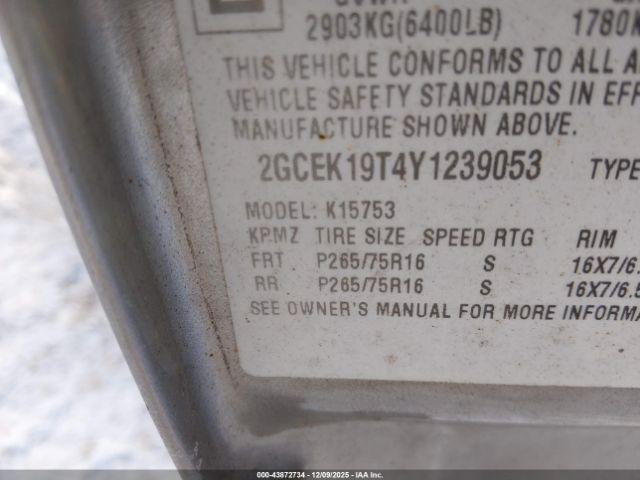 2903KG(6400LB) 1780K
THIS VEHICLE CONFORMS TO ALL A
VEHICLE SAFETY STANDARDS IN EFF
MANUFACTURE SHOWN ABOVE.
2GCEK19T4Y1239053 TYPE
MODEL: K15753
KPMZ TIRE SIZE SPEED RTG RIM
FRT P265/75R16 S 16X7/6.
RR P265/75R16 S 16X7/6.5
SEE OWNER'S MANUAL FOR MORE INFORMA
000-43872734 | 12/09/2025 | IAA Inc.